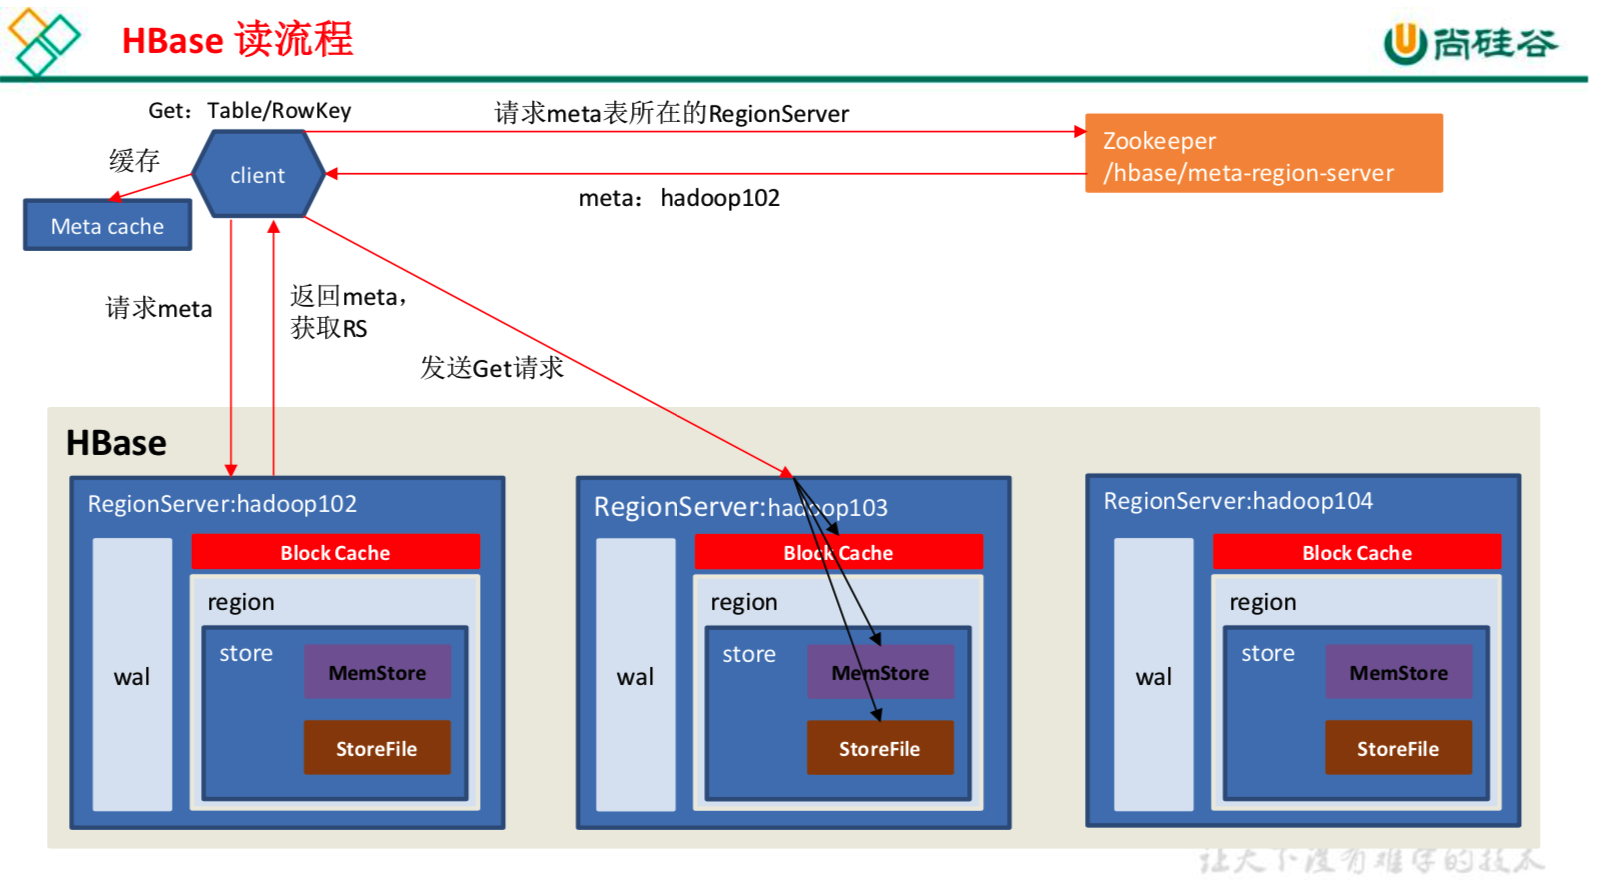 HBase 读流程
尚硅谷
Get：Table/RowKey
请求meta表所在的RegionServer
Zookeeper
/hbase/meta-region-server
缓存
client
meta：hadoop102
Meta cache
请求meta
返回meta，
获取RS
发送Get请求
HBase
RegionServer:hadoop102
Block Cache
region
store
wal
MemStore
StoreFile
RegionServer:hadoop103
Block Cache
region
store
wal
MemStore
StoreFile
RegionServer:hadoop104
Block Cache
region
store
wal
MemStore
StoreFile
让天下没有难学的技术